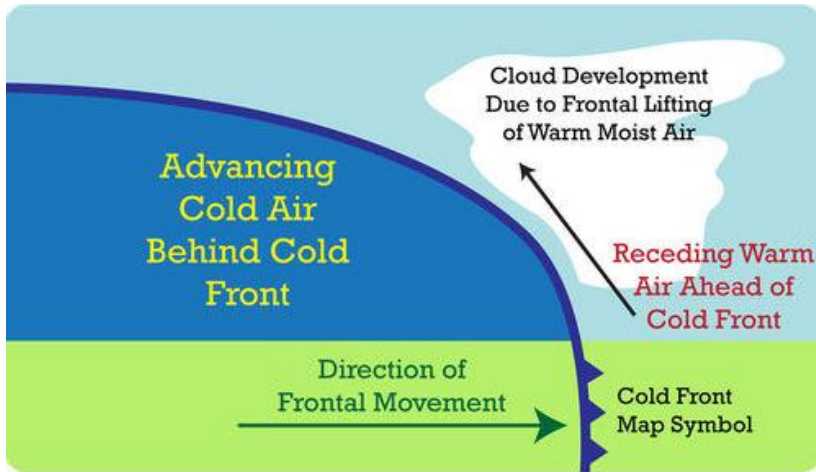 Cloud Development
Due to Frontal Lifting
of Warm Moist Air
Advancing
Cold Air
Behind Cold
Front
Receding Warm
Air Ahead of
Cold Front
Direction of
Frontal Movement
Cold Front
Map Symbol